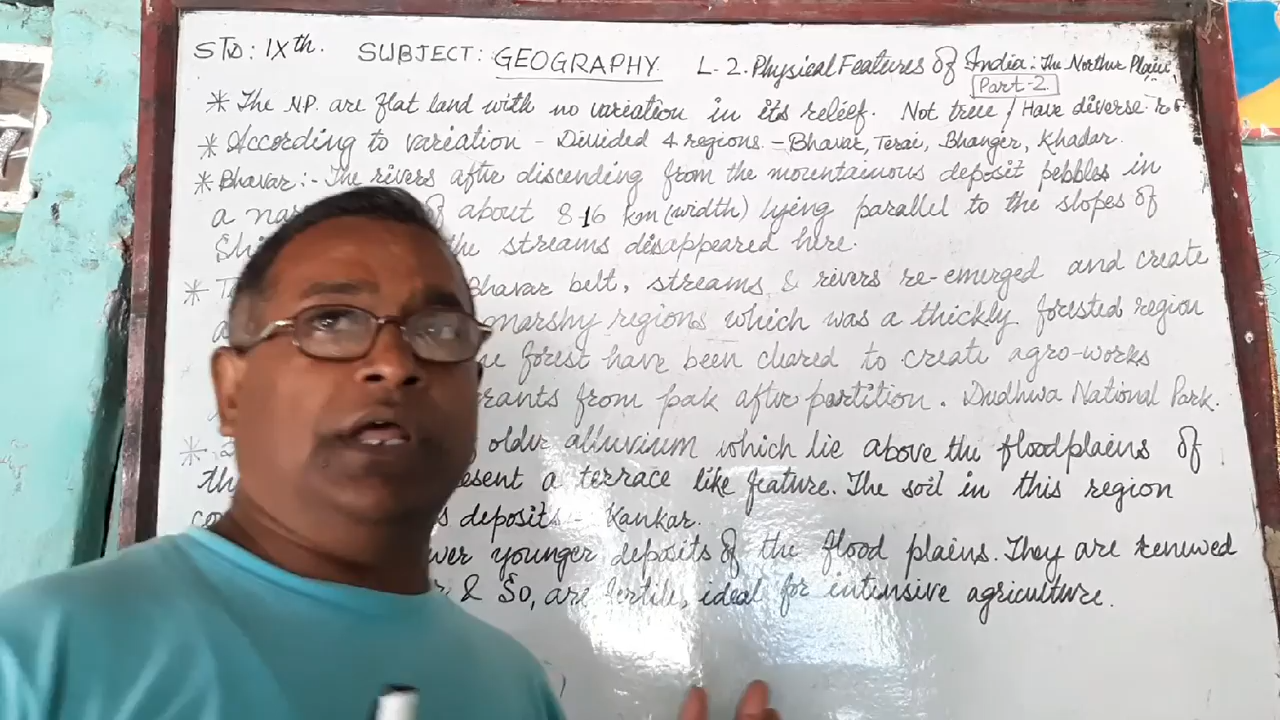 STD: IXth. SUBJECT: GEOGRAPHY L-2. Physical Features Of India: The Northe Plain
Part-2
* The NP. are flat land with no variation in its relief. Not true / Have diverse
* According to variation - Divided 4 regions. - Bhavar, Terai, Bhanger, Khadar.
* Bhavar:- The rivers afte discending from the mountainous deposit pebbles in
a of about 8-16 km (width) lying parallel to the slopes of
the streams disappeared here.
* Bhavar belt, streams & rivers re-emerged and create
marshy regions which was a thickly forested region
forest have been cleared to create agro-works
from pak after partition. Dudhwa National Park.
* older alluvium which lie above the floodplains of
a terrace like feature. The soil in this region
deposits - Kankar.
younger deposits of the flood plains. They are renewed
& So, are fertile, ideal for intensive agriculture.